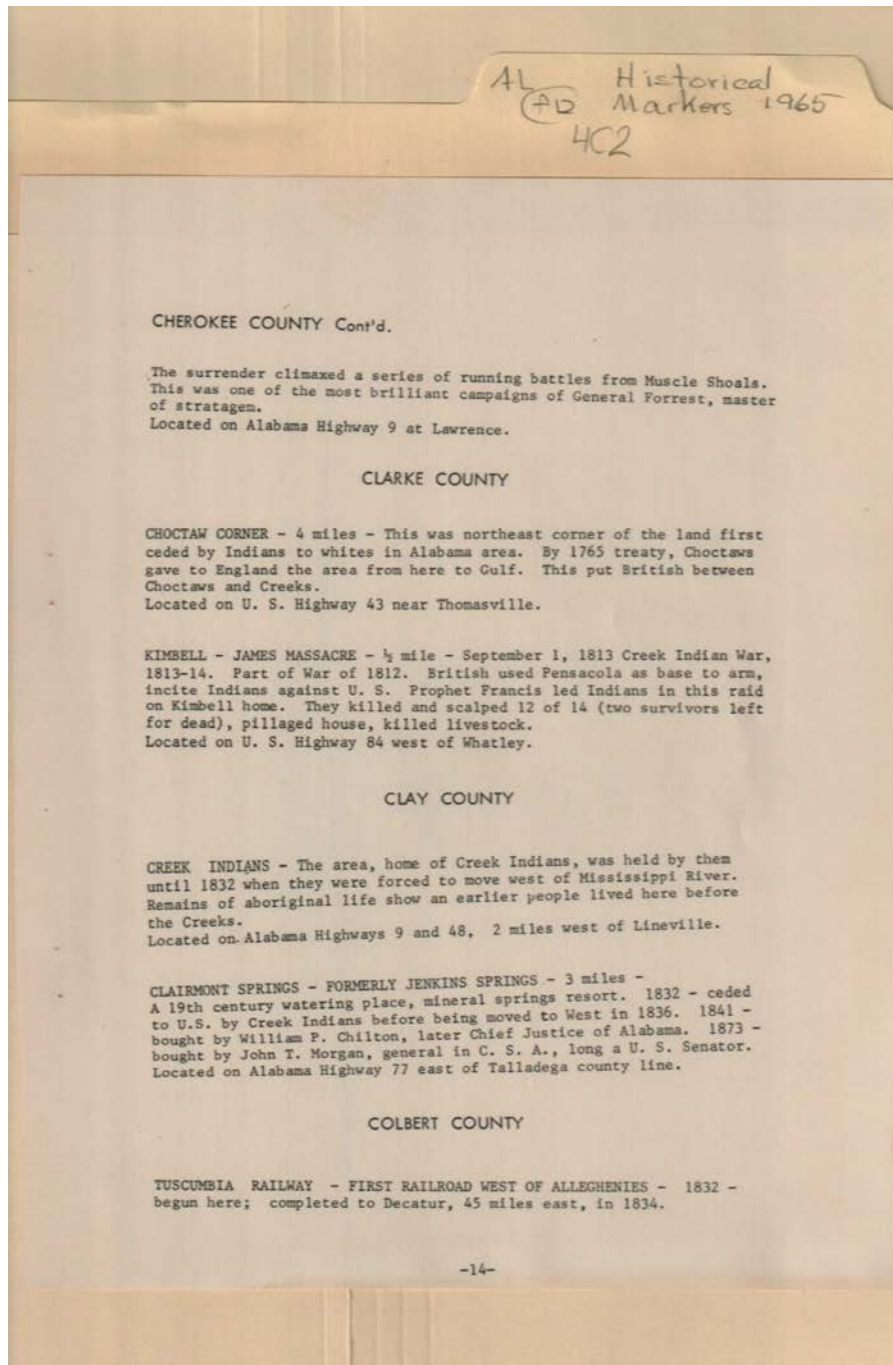 AL Historical
Markers 1965
4C2
CHEROKEE COUNTY Cont'd.
The surrender climaxed a series of running battles from Muscle Shoals.
This was one of the most brilliant campaigns of General Forrest, master
of stratagem.
Located on Alabama Highway 9 at Lawrence.
CLARKE COUNTY
CHOCTAW CORNER - 4 miles - This was northeast corner of the land first
ceded by Indians to whites in Alabama area. By 1765 treaty, Choctaws
gave to England the area from here to Gulf. This put British between
Choctaws and Creeks.
Located on U. S. Highway 43 near Thomasville.
KIMBELL - JAMES MASSACRE - ½ mile - September 1, 1813 Creek Indian War,
1813-14. Part of War of 1812. British used Pensacola as base to arm,
incite Indians against U. S. Prophet Francis led Indians in this raid
on Kimbell home. They killed and scalped 12 of 14 (two survivors left
for dead), pillaged house, killed livestock.
Located on U. S. Highway 84 west of Whatley.
CLAY COUNTY
CREEK INDIANS - The area, home of Creek Indians, was held by them
until 1832 when they were forced to move west of Mississippi River.
Remains of aboriginal life show an earlier people lived here before
the Creeks.
Located on Alabama Highways 9 and 48, 2 miles west of Lineville.
CLAIRMONT SPRINGS - FORMERLY JENKINS SPRINGS - 3 miles -
A 19th century watering place, mineral springs resort. 1832 - ceded
to U.S. by Creek Indians before being moved to West in 1836. 1841 -
bought by William P. Chilton, later Chief Justice of Alabama. 1873 -
bought by John T. Morgan, general in C. S. A., long a U. S. Senator.
Located on Alabama Highway 77 east of Talladega county line.
COLBERT COUNTY
TUSCUMBIA RAILWAY - FIRST RAILROAD WEST OF ALLEGHENIES - 1832 -
begun here; completed to Decatur, 45 miles east, in 1834.
-14-